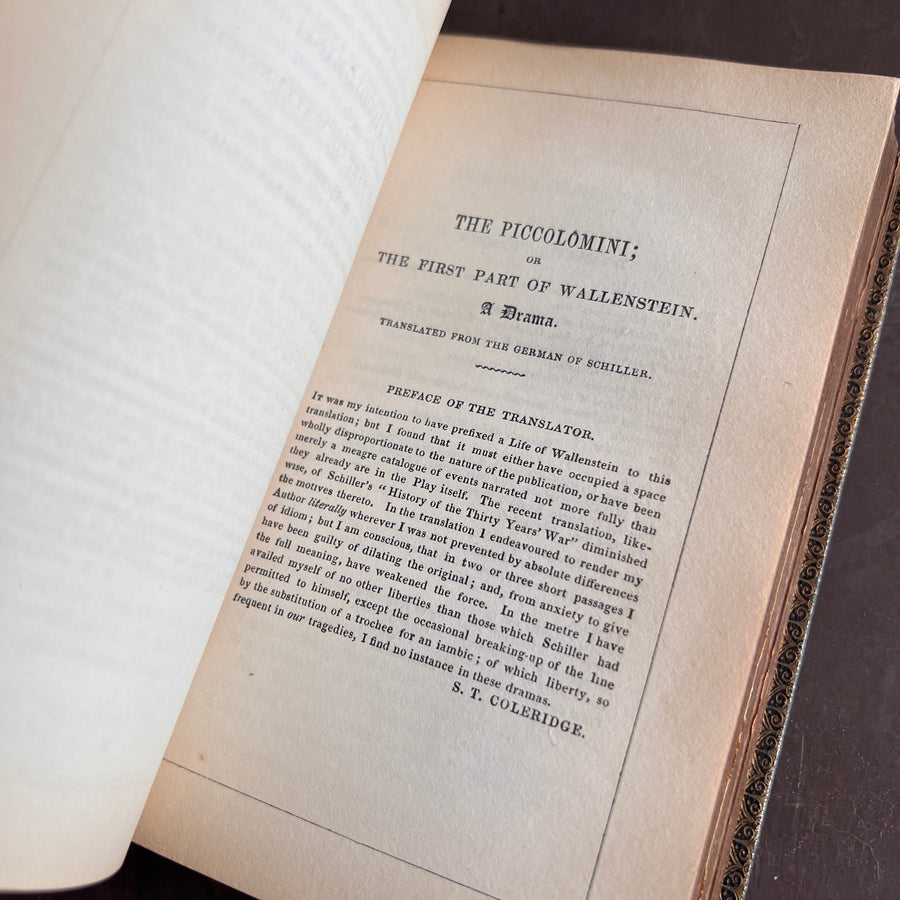 THE PICCOLOMINI;
OR
THE FIRST PART OF WALLENSTEIN.
A Drama.
TRANSLATED FROM THE GERMAN OF SCHILLER.
PREFACE OF THE TRANSLATOR.
It was my intention to have prefixed a Life of Wallenstein to this
translation; but I found that it must either have occupied a space
wholly disproportionate to the nature of the publication, or have been
merely a meagre catalogue of events narrated not more fully than
they already are in the Play itself. The recent translation, like-
wise, of Schiller's "History of the Thirty Years' War" diminished
the motives thereto. In the translation I endeavoured to render my
Author literally wherever I was not prevented by absolute differences
of idiom; but I am conscious, that in two or three short passages I
have been guilty of dilating the original; and, from anxiety to give
the full meaning, have weakened the force. In the metre I have
availed myself of no other liberties than those which Schiller had
permitted to himself, except the occasional breaking-up of the line
by the substitution of a trochee for an iambic; of which liberty, so
frequent in our tragedies, I find no instance in these dramas.
S. T. COLERIDGE.